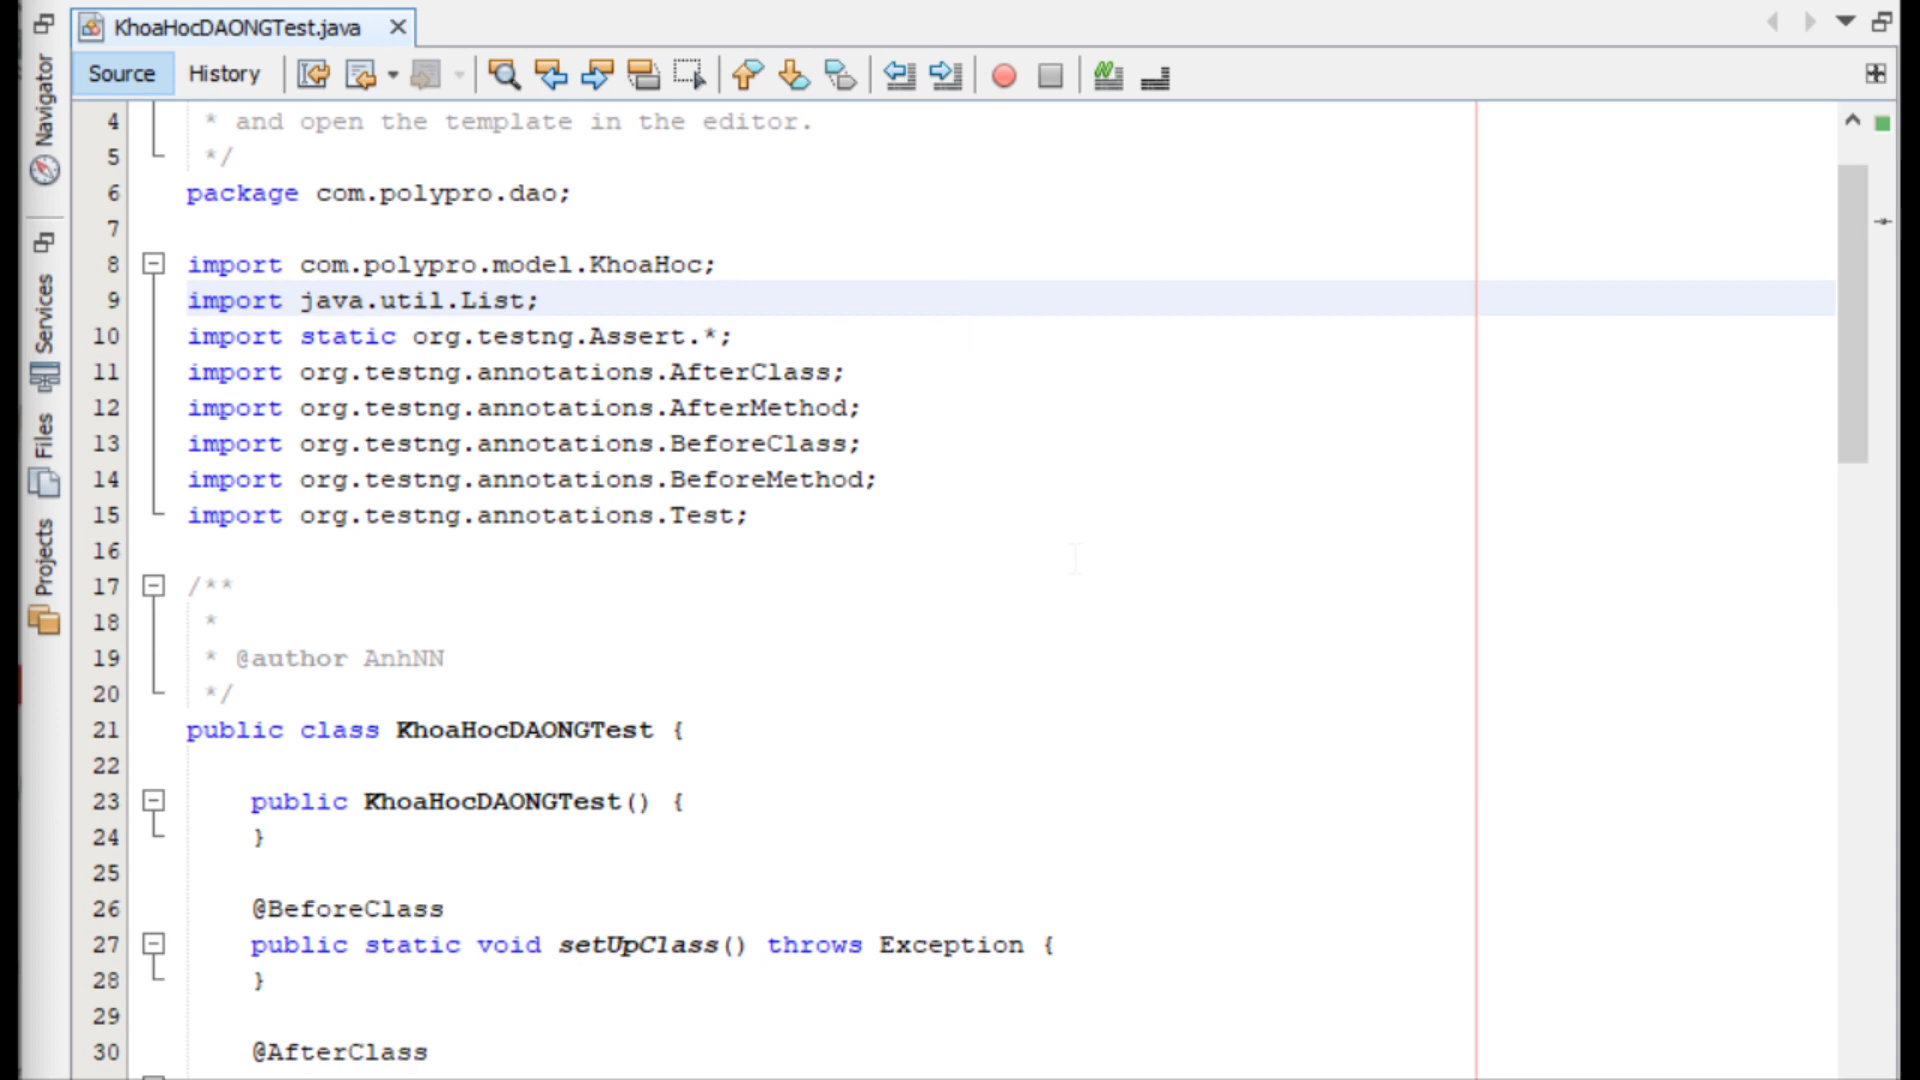 KhoaHocDAONGTest.java
Source History
Navigator
Services
Files
Projects
4 * and open the template in the editor.
5 */
6 package com.polypro.dao;
7
8 import com.polypro.model.KhoaHoc;
9 import java.util.List;
10 import static org.testng.Assert.*;
11 import org.testng.annotations.AfterClass;
12 import org.testng.annotations.AfterMethod;
13 import org.testng.annotations.BeforeClass;
14 import org.testng.annotations.BeforeMethod;
15 import org.testng.annotations.Test;
16
17 /**
18 *
19 * @author AnhNN
20 */
21 public class KhoaHocDAONGTest {
22
23 public KhoaHocDAONGTest() {
24 }
25
26 @BeforeClass
27 public static void setUpClass() throws Exception {
28 }
29
30 @AfterClass